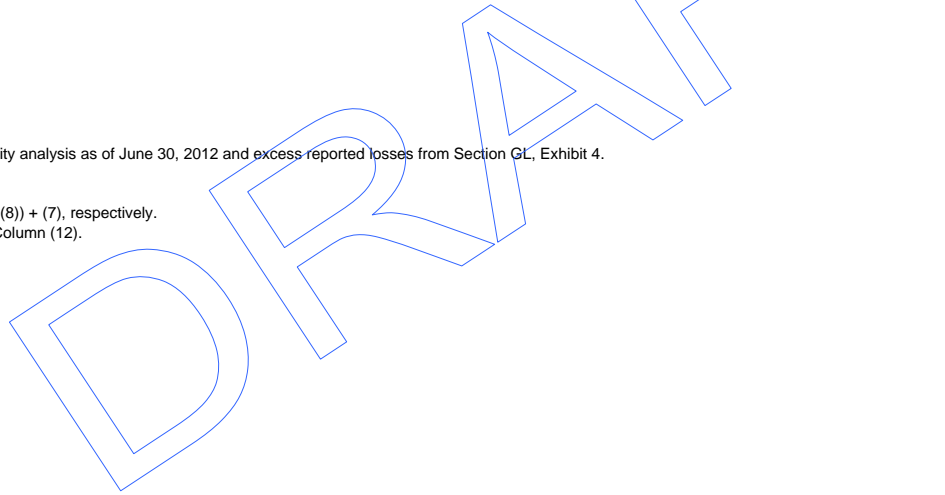 ity analysis as of June 30, 2012 and excess reported losses from Section GL, Exhibit 4.
(8)) + (7), respectively.
Column (12).
DRAF